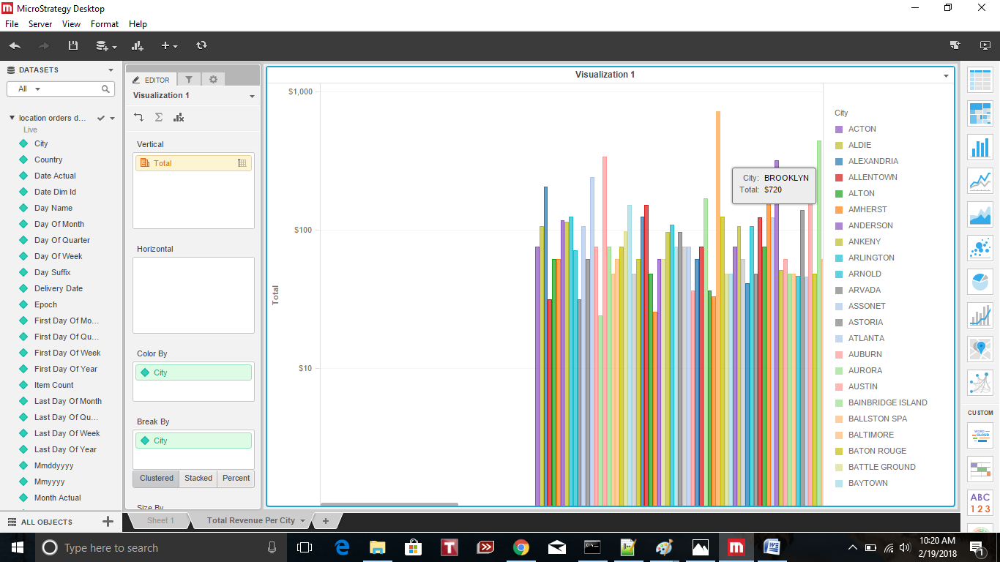 MicroStrategy Desktop
File Server View Format Help
DATASETS
All
location orders d...
Live
City
Country
Date Actual
Date Dim Id
Day Name
Day Of Month
Day Of Quarter
Day Of Week
Day Suffix
Delivery Date
Epoch
First Day Of Mo...
First Day Of Qu...
First Day Of Week
First Day Of Year
Item Count
Last Day Of Month
Last Day Of Qu...
Last Day Of Week
Last Day Of Year
Mmddyyyy
Mmyyyy
Month Actual
ALL OBJECTS
EDITOR
Visualization 1
Vertical
Total
Horizontal
Color By
City
Break By
City
Clustered Stacked Percent
Size By
Visualization 1
$1,000
$100
$10
Total
City: BROOKLYN
Total: $720
City
ACTON
ALDIE
ALEXANDRIA
ALLENTOWN
ALTON
AMHERST
ANDERSON
ANKENY
ARLINGTON
ARNOLD
ARVADA
ASSONET
ASTORIA
ATLANTA
AUBURN
AURORA
AUSTIN
BAINBRIDGE ISLAND
BALLSTON SPA
BALTIMORE
BATON ROUGE
BATTLE GROUND
BAYTOWN
CUSTOM
WORD
CLOUD
ABC
123
Sheet 1 Total Revenue Per City
Type here to search
10:20 AM
2/19/2018
1